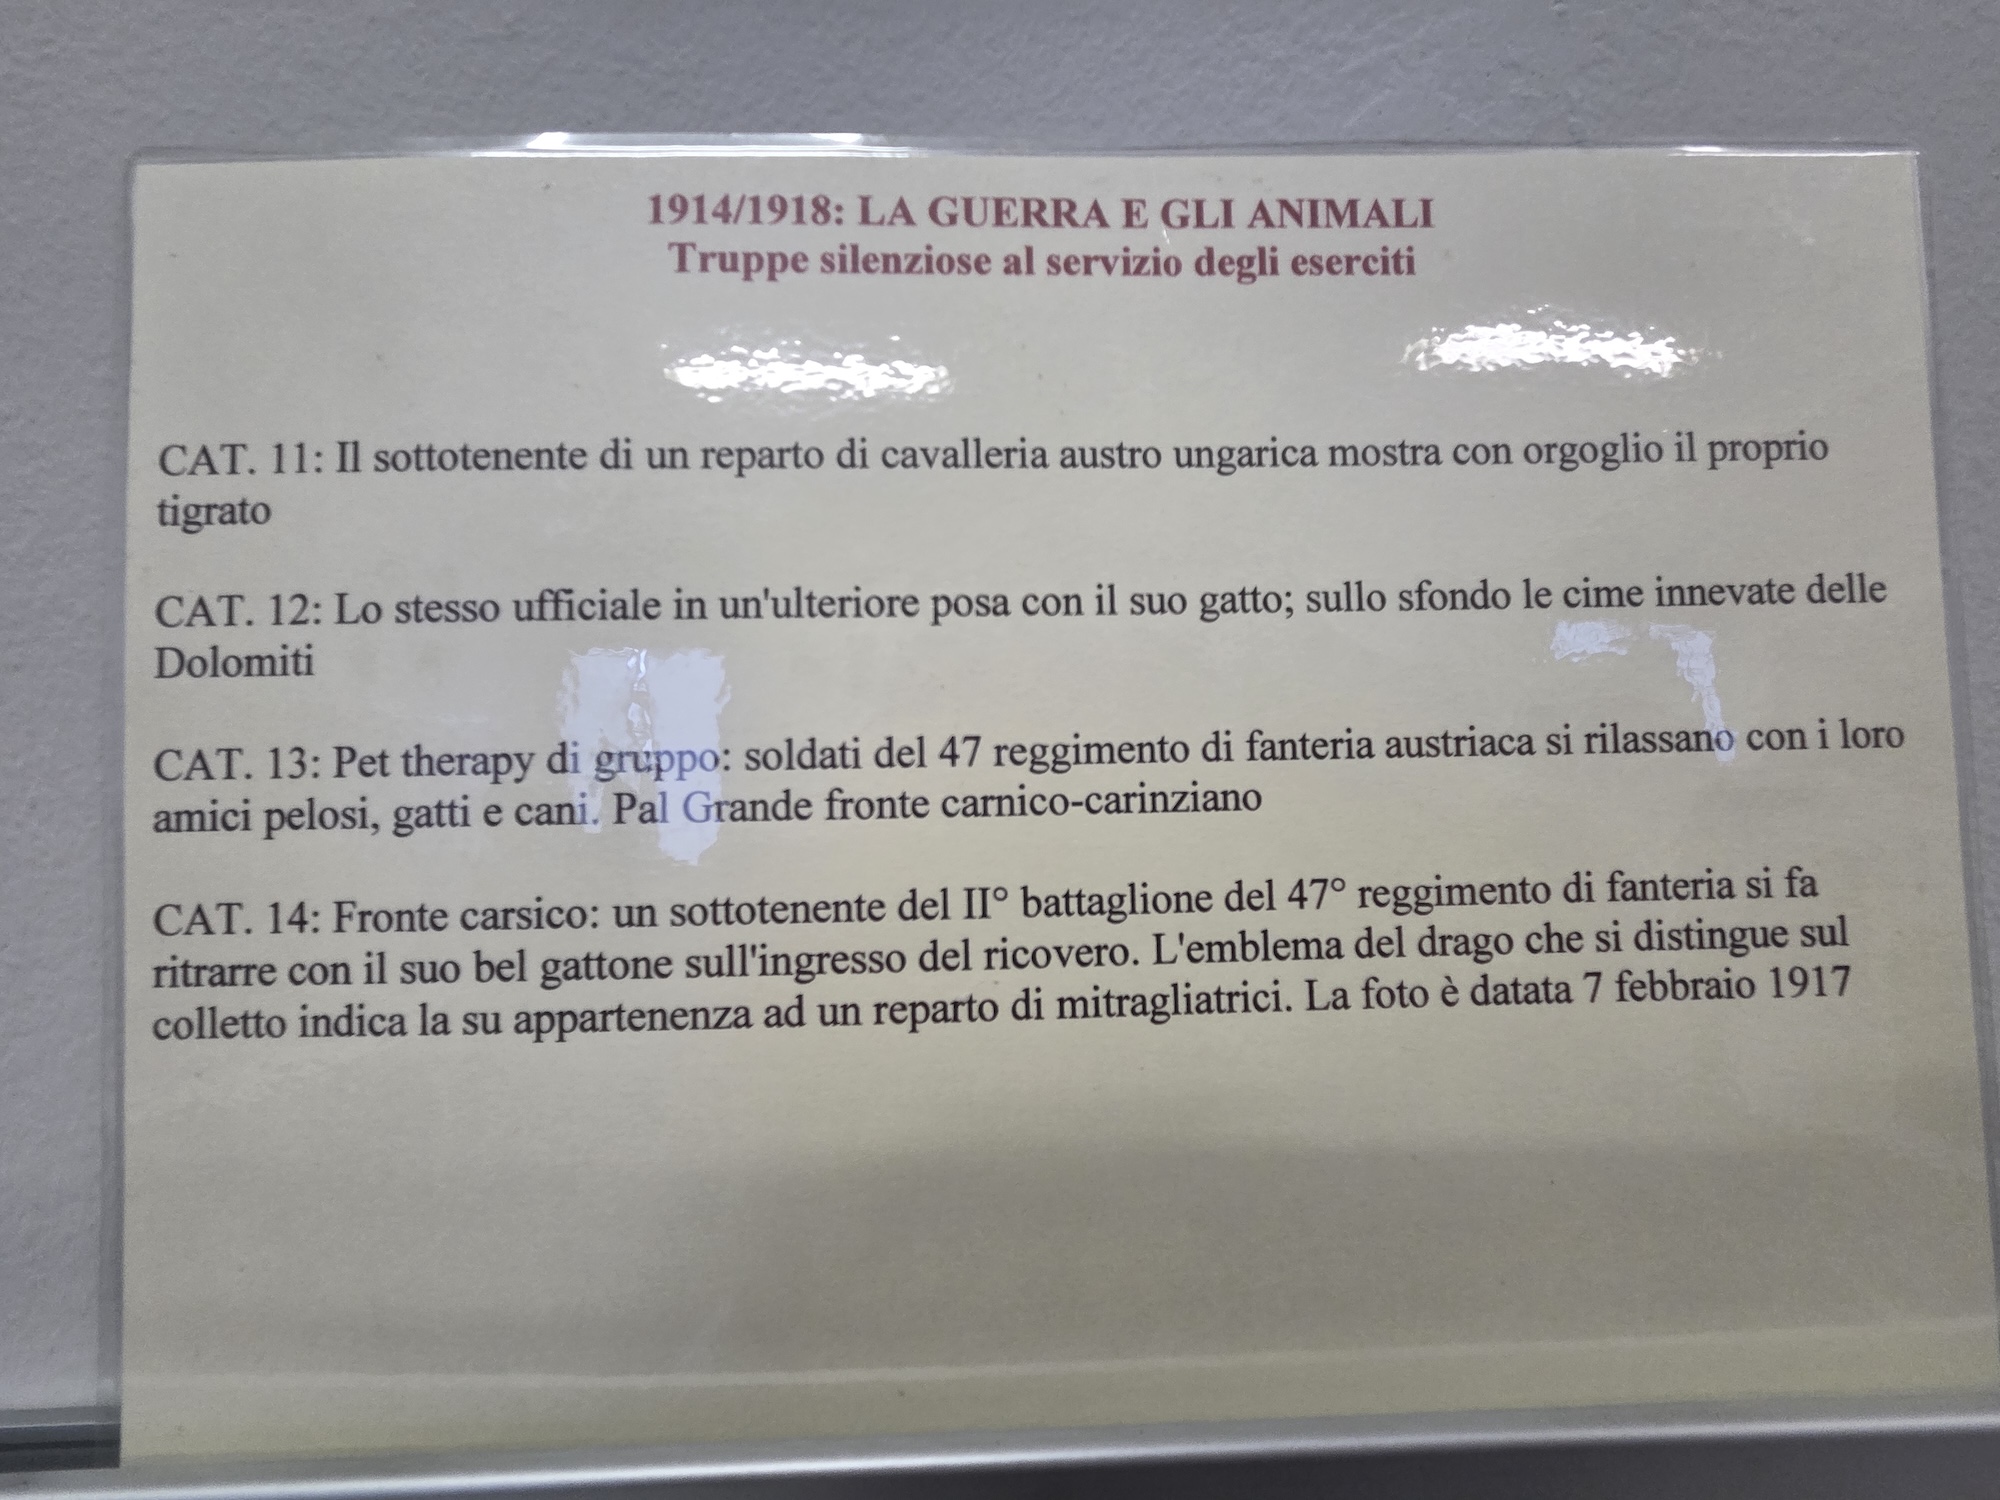 1914/1918: LA GUERRA E GLI ANIMALI
Truppe silenziose al servizio degli eserciti
CAT. 11: Il sottotenente di un reparto di cavalleria austro ungarica mostra con orgoglio il proprio
tigrato
CAT. 12: Lo stesso ufficiale in un'ulteriore posa con il suo gatto; sullo sfondo le cime innevate delle
Dolomiti
CAT. 13: Pet therapy di gruppo: soldati del 47 reggimento di fanteria austriaca si rilassano con i loro
amici pelosi, gatti e cani. Pal Grande fronte carnico-carinziano
CAT. 14: Fronte carsico: un sottotenente del II° battaglione del 47° reggimento di fanteria si fa
ritrarre con il suo bel gattone sull'ingresso del ricovero. L'emblema del drago che si distingue sul
colletto indica la su appartenenza ad un reparto di mitragliatrici. La foto è datata 7 febbraio 1917